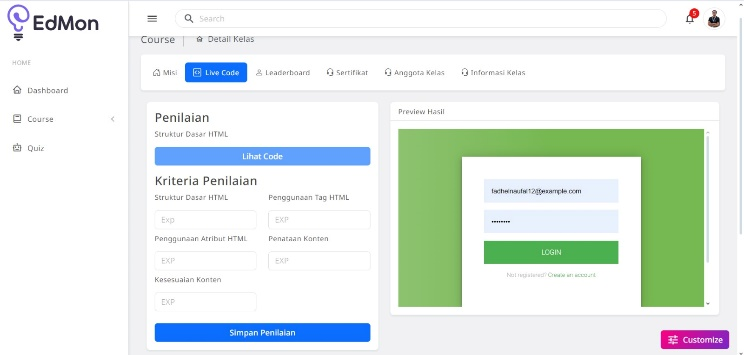 EdMon
Search
5
HOME
Dashboard
Course
Quiz
Course
Detail Kelas
Misi
Live Code
Leaderboard
Sertifikat
Anggota Kelas
Informasi Kelas
Penilaian
Struktur Dasar HTML
Lihat Code
Kriteria Penilaian
Struktur Dasar HTML
Penggunaan Tag HTML
Exp
EXP
Penggunaan Atribut HTML
Penataan Konten
EXP
EXP
Kesesuaian Konten
EXP
Simpan Penilaian
Preview Hasil
fadhelnaufal12@example.com
LOGIN
Not registered? Create an account
Customize